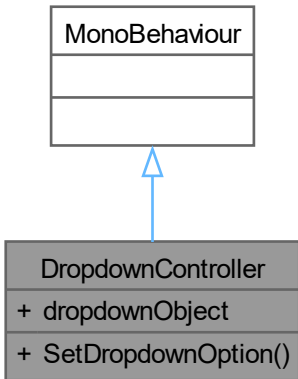 MonoBehaviour
DropdownController
+ dropdownObject
+ SetDropdownOption()